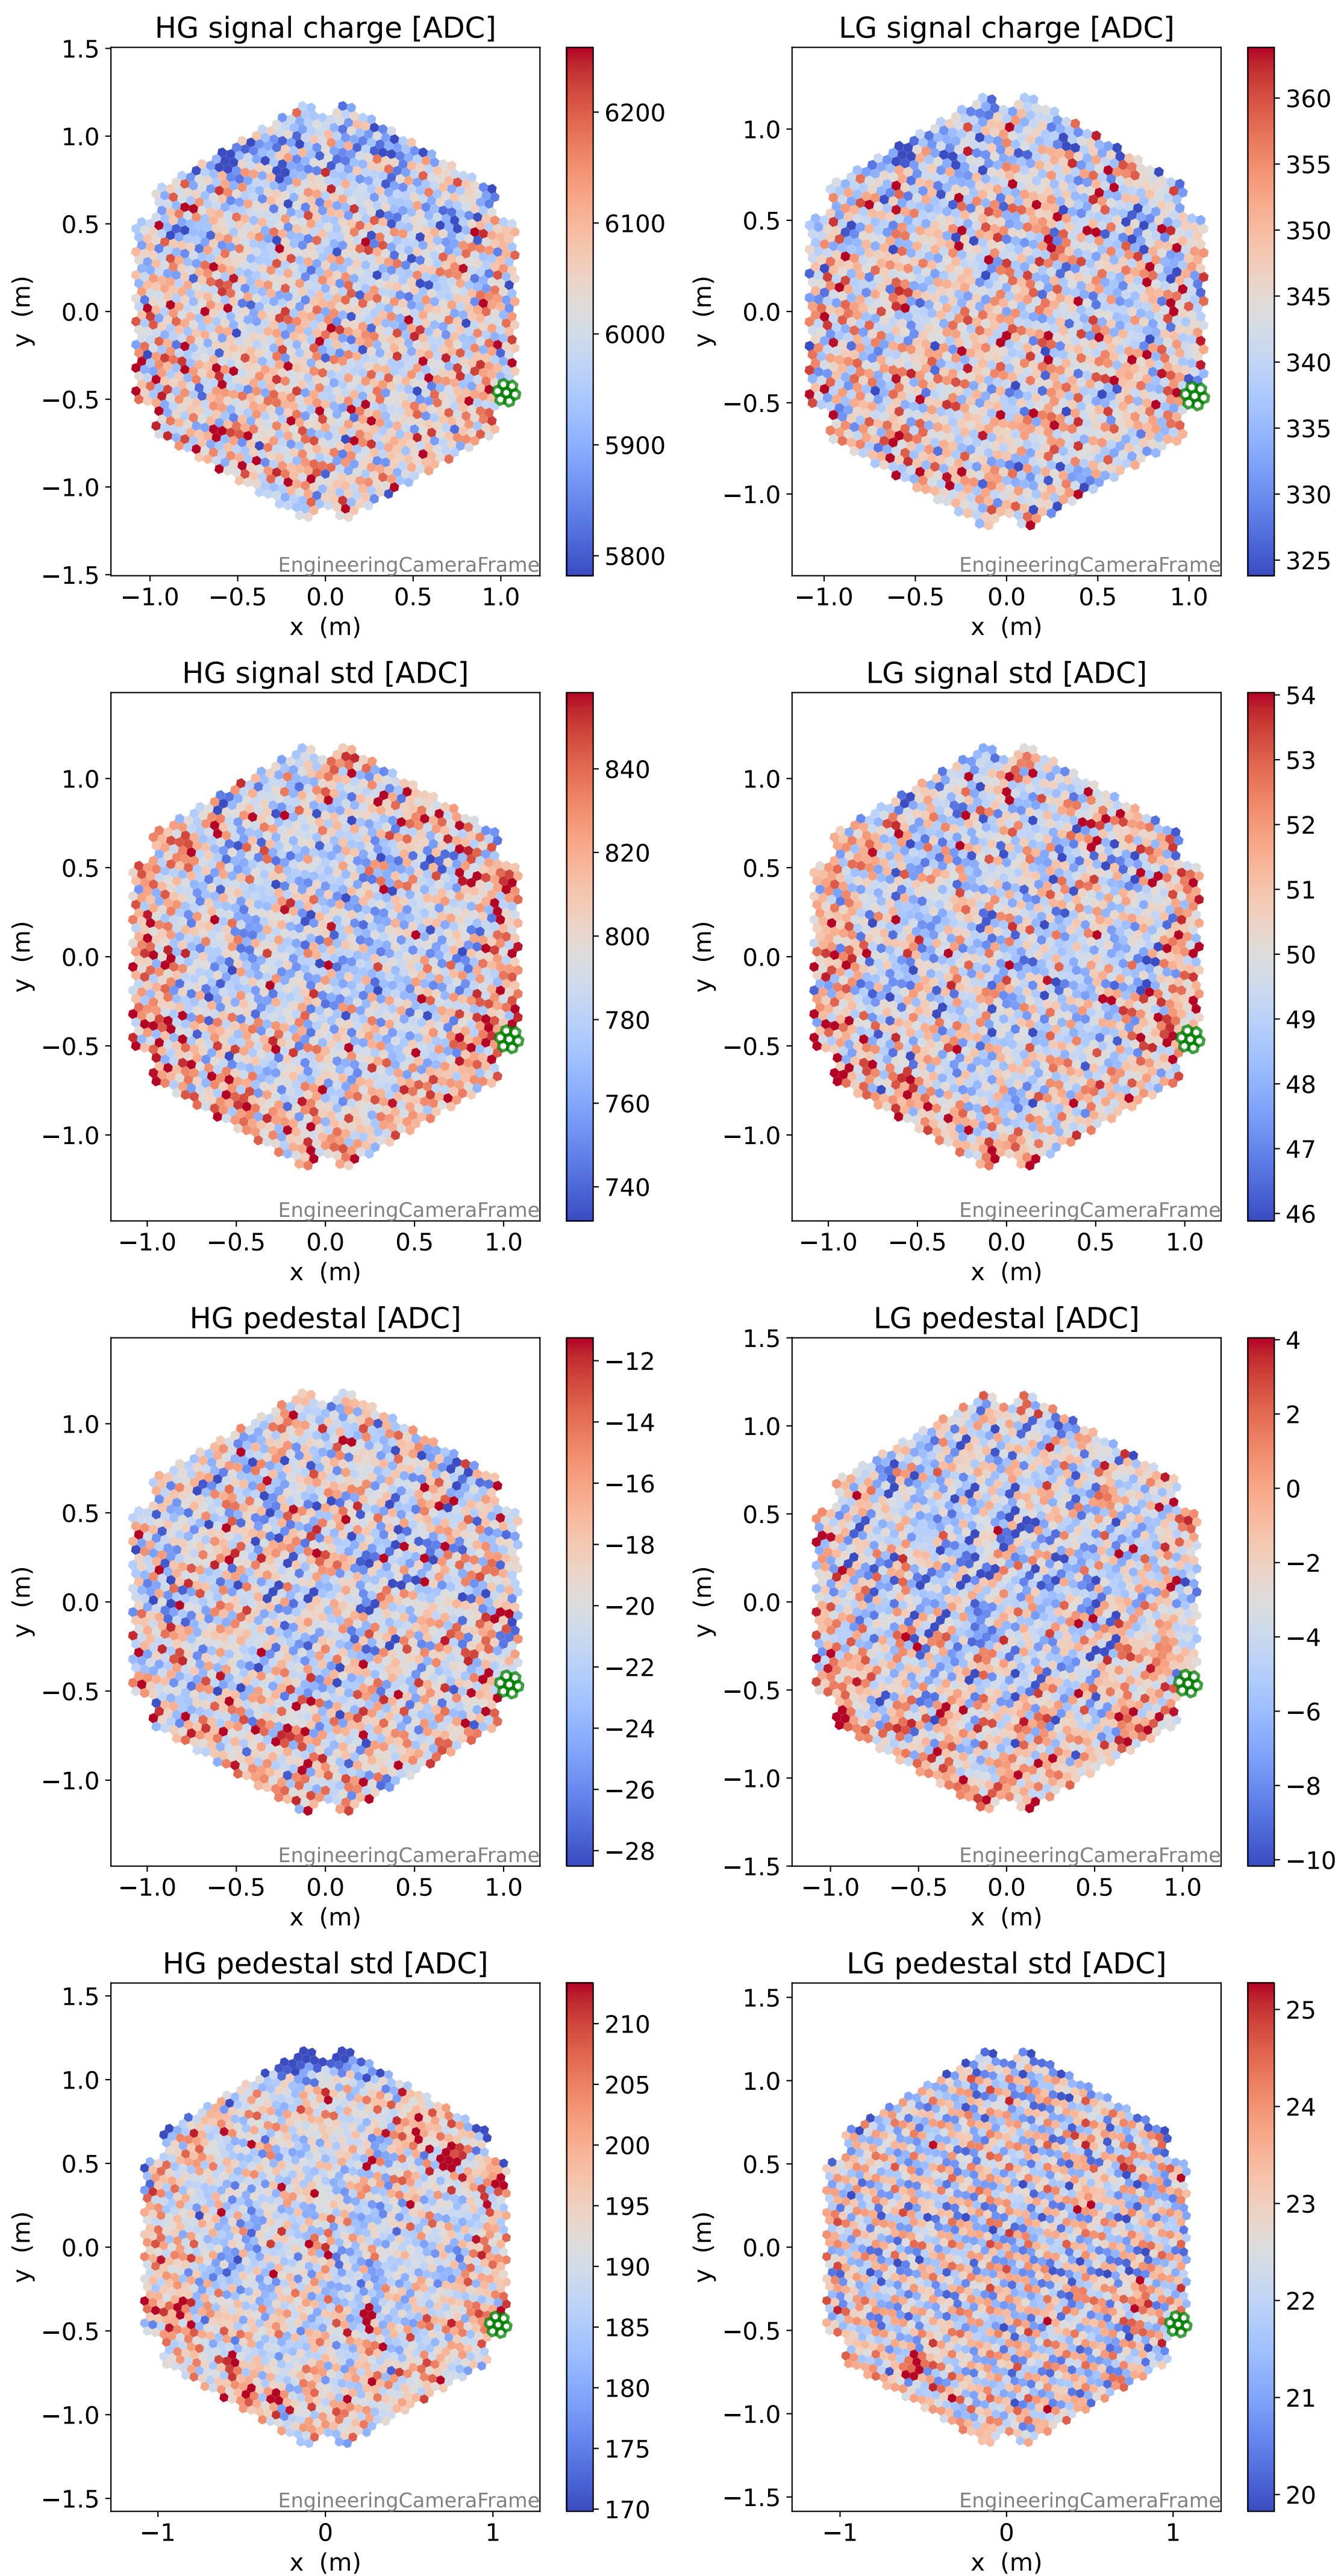 HG signal charge [ADC]
LG signal charge [ADC]
1.5
1.0
0.5
0.0
−0.5
−1.0
−1.5
y (m)
−1.0 −0.5 0.0 0.5 1.0
x (m)
EngineeringCameraFrame
6200
6100
6000
5900
5800
1.0
0.5
0.0
−0.5
−1.0
y (m)
−1.0 −0.5 0.0 0.5 1.0
x (m)
EngineeringCameraFrame
360
355
350
345
340
335
330
325
HG signal std [ADC]
LG signal std [ADC]
1.0
0.5
0.0
−0.5
−1.0
y (m)
−1.0 −0.5 0.0 0.5 1.0
x (m)
EngineeringCameraFrame
840
820
800
780
760
740
1.0
0.5
0.0
−0.5
−1.0
y (m)
−1.0 −0.5 0.0 0.5 1.0
x (m)
EngineeringCameraFrame
54
53
52
51
50
49
48
47
46
HG pedestal [ADC]
LG pedestal [ADC]
1.0
0.5
0.0
−0.5
−1.0
y (m)
−1.0 −0.5 0.0 0.5 1.0
x (m)
EngineeringCameraFrame
−12
−14
−16
−18
−20
−22
−24
−26
−28
1.5
1.0
0.5
0.0
−0.5
−1.0
−1.5
y (m)
−1.0 −0.5 0.0 0.5 1.0
x (m)
EngineeringCameraFrame
4
2
0
−2
−4
−6
−8
−10
HG pedestal std [ADC]
LG pedestal std [ADC]
1.5
1.0
0.5
0.0
−0.5
−1.0
−1.5
y (m)
−1 0 1
x (m)
EngineeringCameraFrame
210
205
200
195
190
185
180
175
170
1.5
1.0
0.5
0.0
−0.5
−1.0
−1.5
y (m)
−1 0 1
x (m)
EngineeringCameraFrame
25
24
23
22
21
20